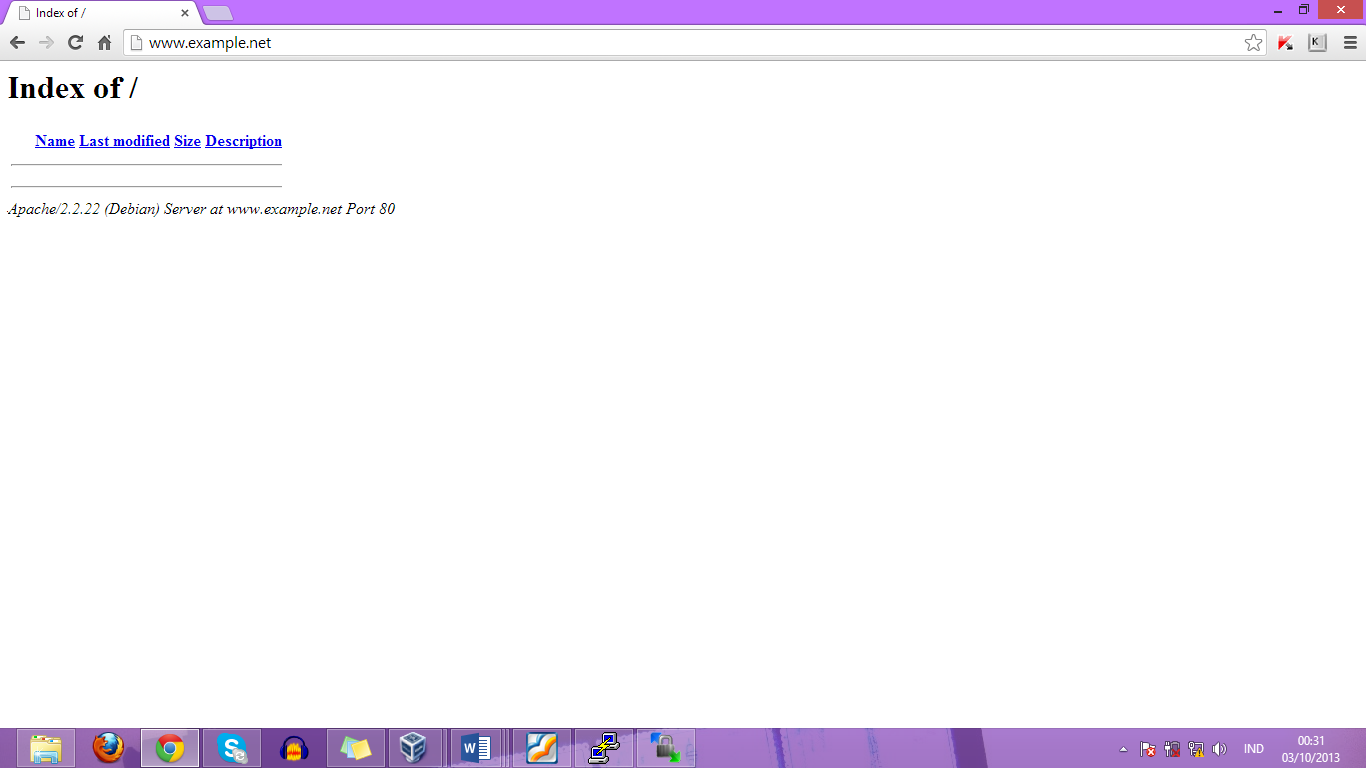 Index of /
www.example.net
K
Index of /
Name Last modified Size Description
Apache/2.2.22 (Debian) Server at www.example.net Port 80
IND
00:31
03/10/2013